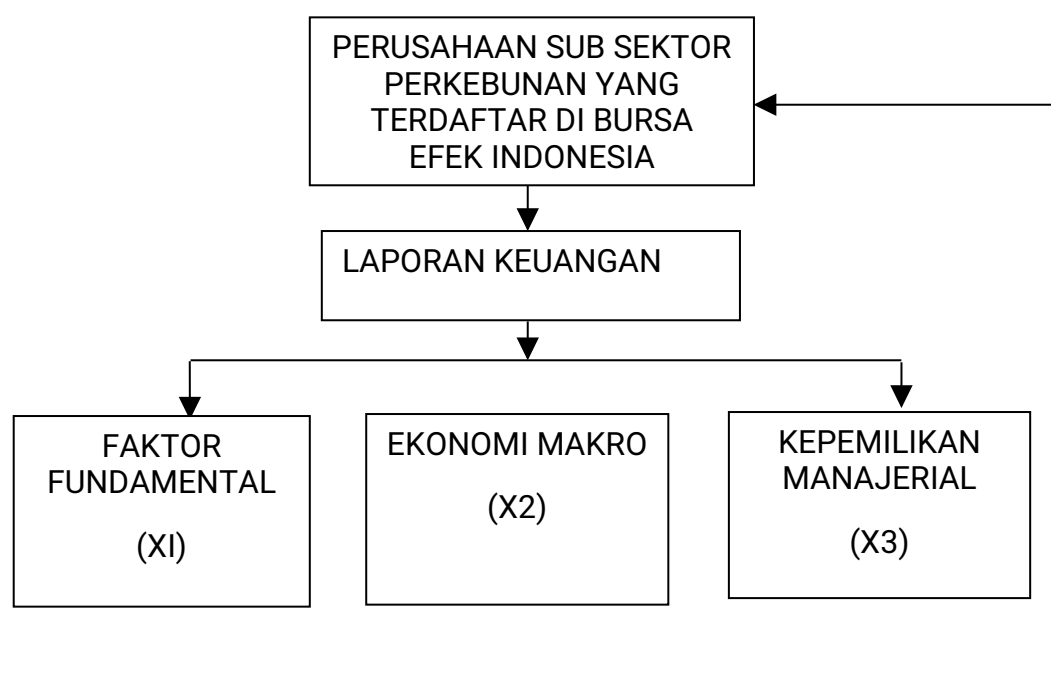 PERUSAHAAN SUB SEKTOR
PERKEBUNAN YANG
TERDAFTAR DI BURSA
EFEK INDONESIA
LAPORAN KEUANGAN
FAKTOR
FUNDAMENTAL
(XI)
EKONOMI MAKRO
(X2)
KEPEMILIKAN
MANAJERIAL
(X3)